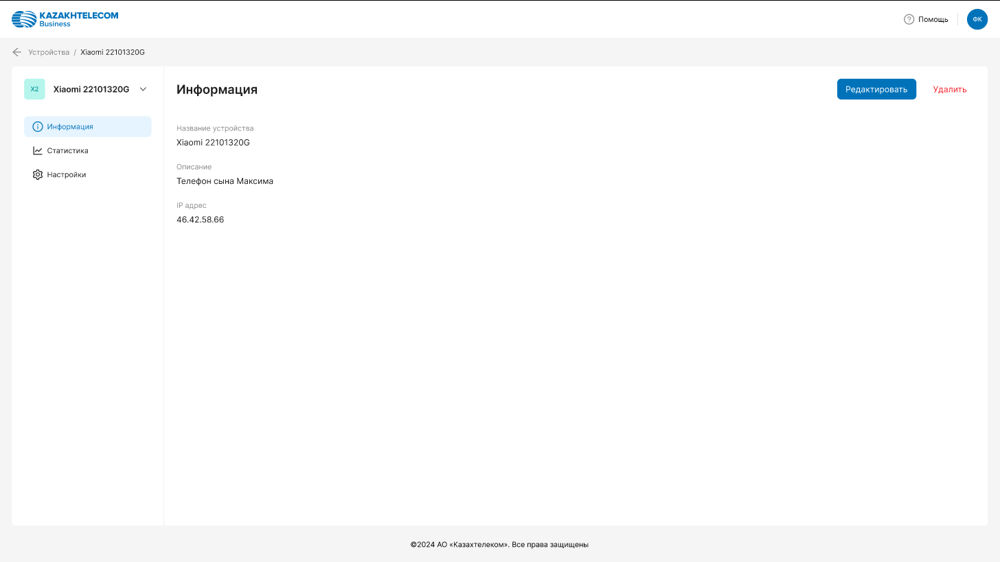 KAZAKHTELECOM
Business
Помощь
ФК
Устройства / Xiaomi 22101320G
X2
Xiaomi 22101320G
Информация
Статистика
Настройки
Информация
Редактировать
Удалить
Название устройства
Xiaomi 22101320G
Описание
Телефон сына Максима
IP адрес
46.42.58.66
©2024 АО «Казахтелеком». Все права защищены